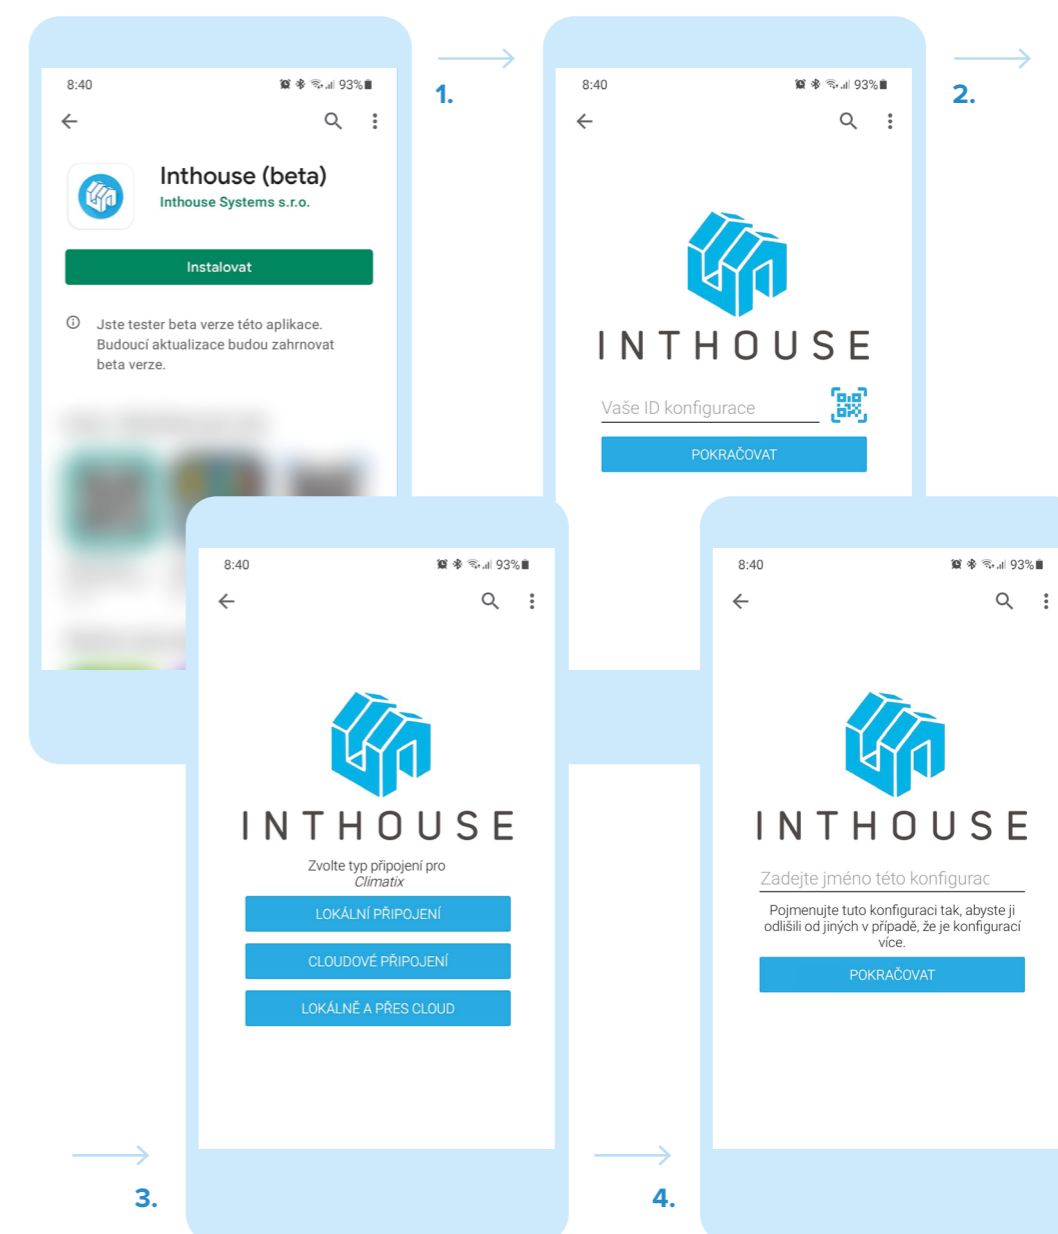 8:40
93%
Inthouse (beta)
Inthouse Systems s.r.o.
Instalovat
Jste tester beta verze této aplikace.
Budoucí aktualizace budou zahrnovat
beta verze.
1.
8:40
93%
INTHOUSE
Vaše ID konfigurace
POKRAČOVAT
2.
3.
8:40
93%
INTHOUSE
Zvolte typ připojení pro
Climatix
LOKÁLNÍ PŘIPOJENÍ
CLOUDOVÉ PŘIPOJENÍ
LOKÁLNĚ A PŘES CLOUD
4.
8:40
93%
INTHOUSE
Zadejte jméno této konfigurac
Pojmenujte tuto konfiguraci tak, abyste ji
odlišili od jiných v případě, že je konfigurací
více.
POKRAČOVAT